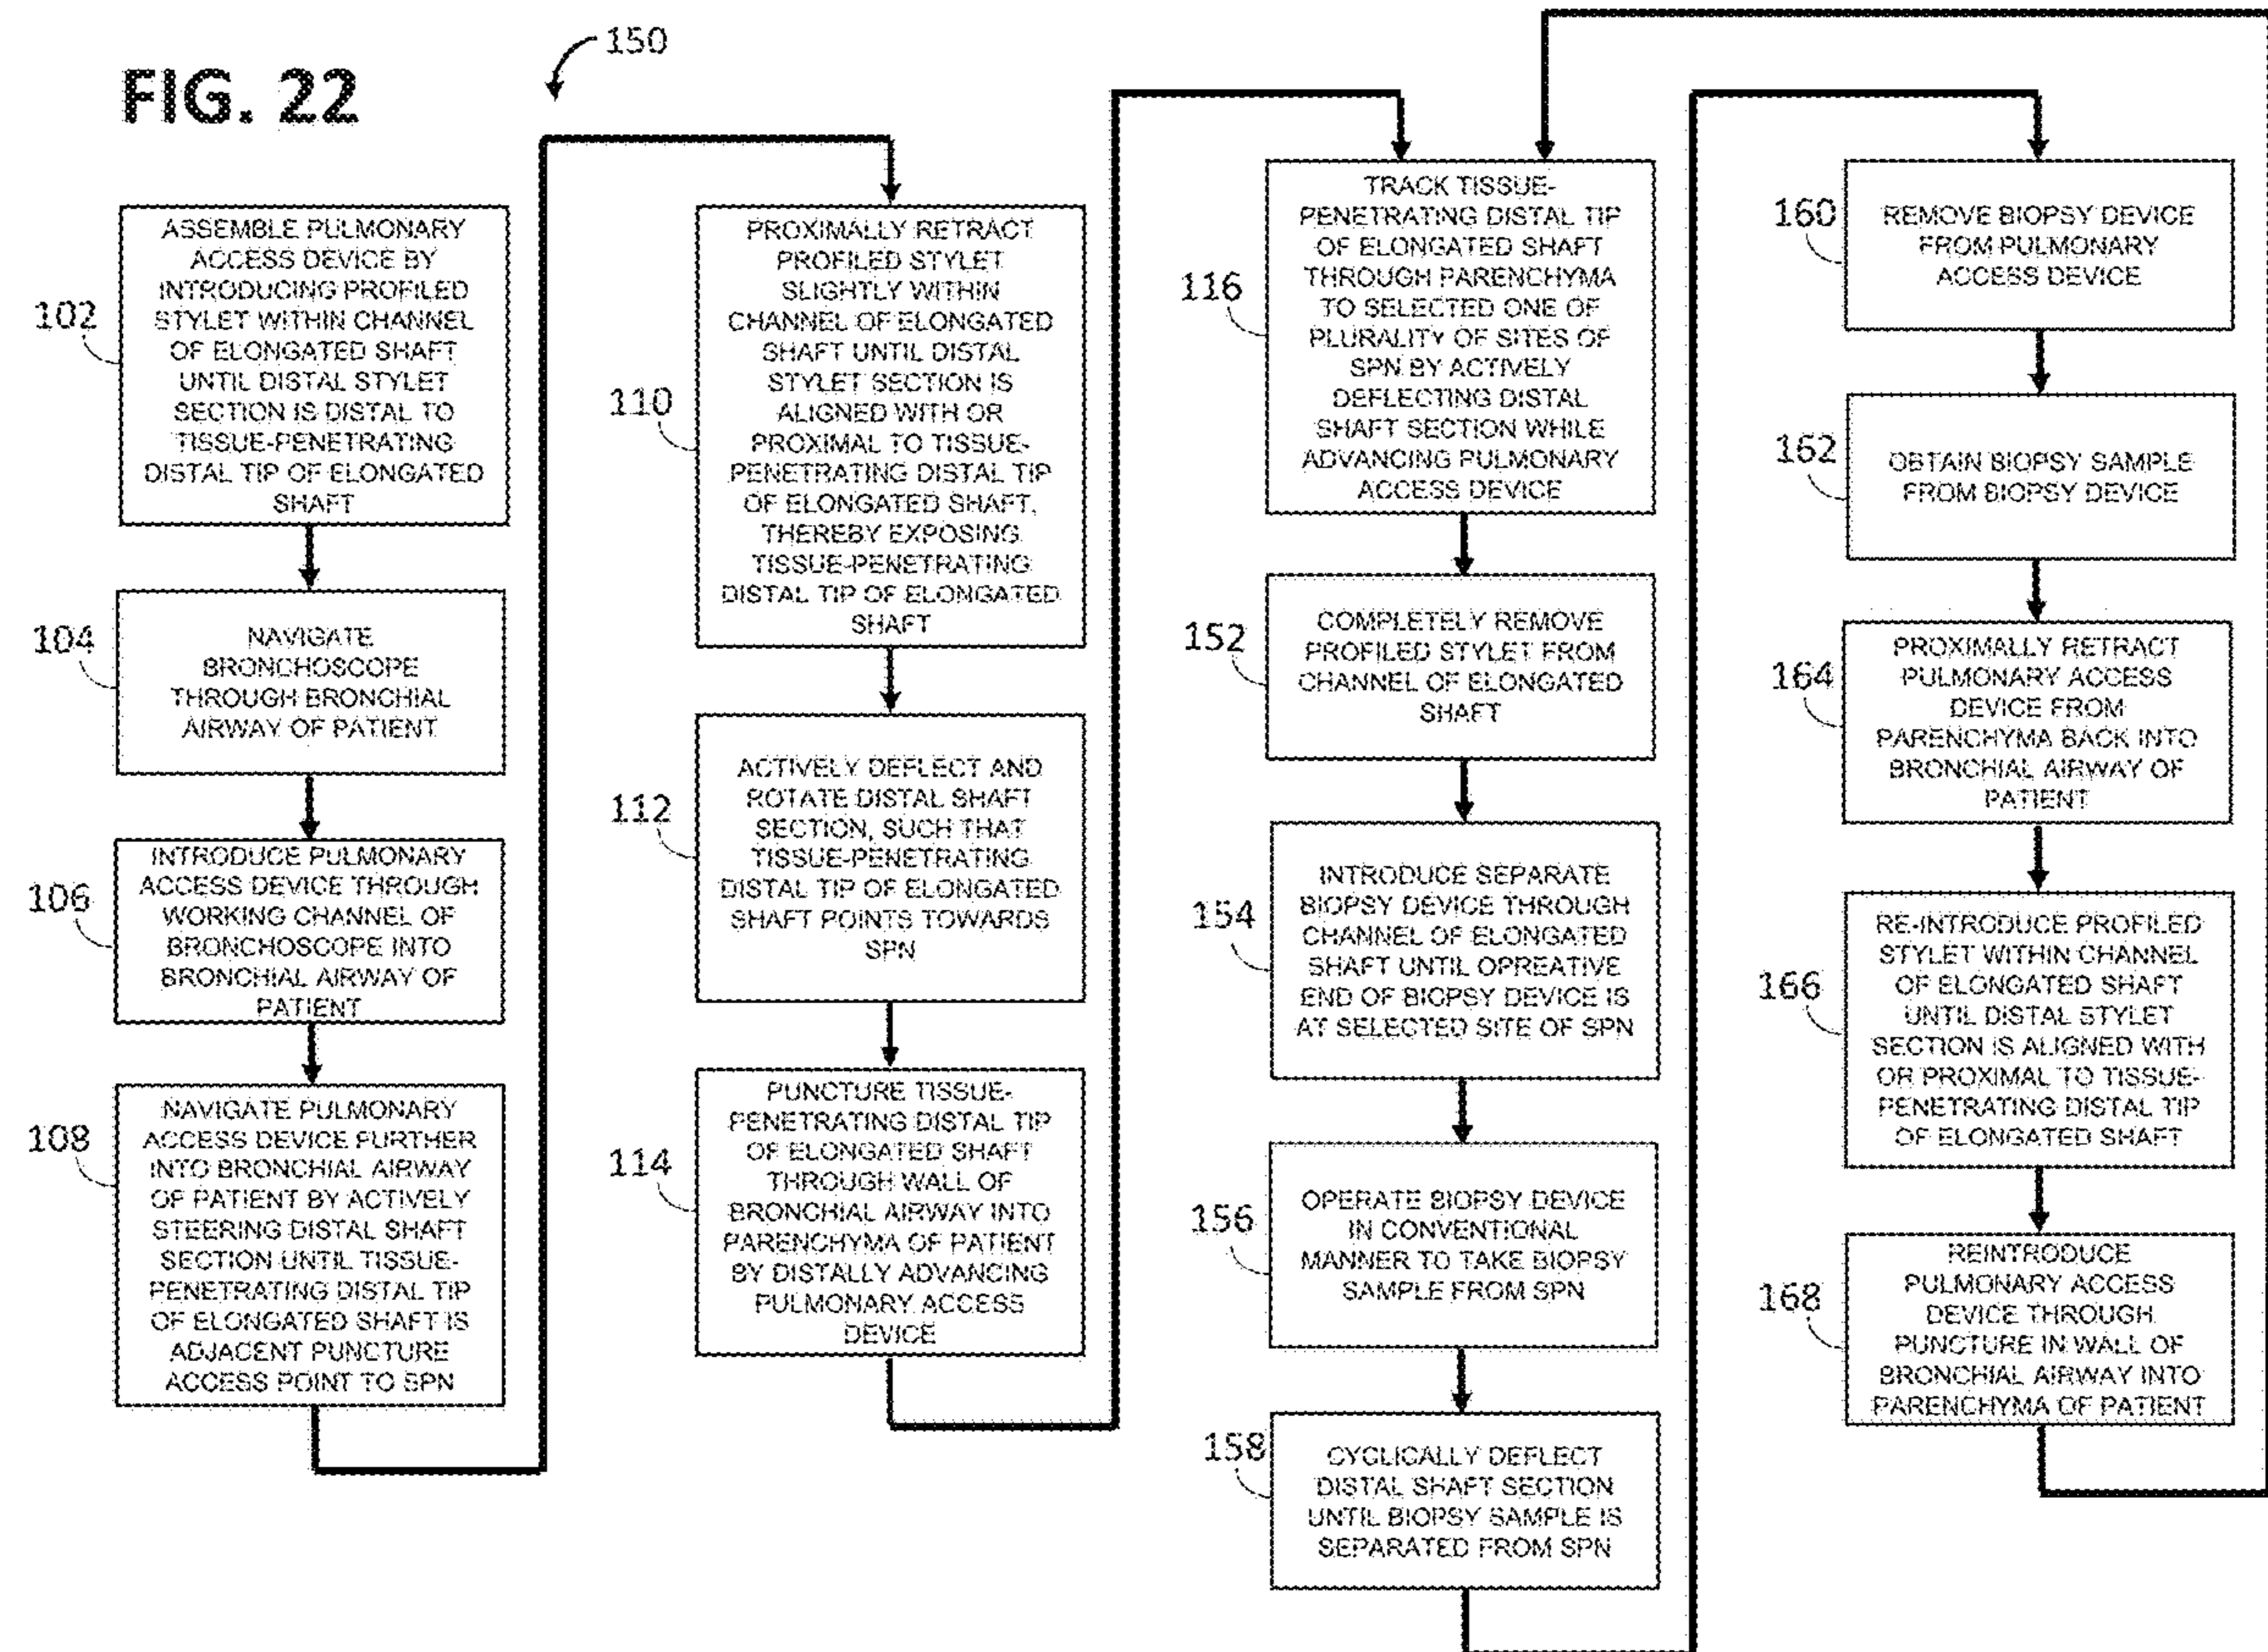 FIG. 22
150
102
ASSEMBLE PULMONARY
ACCESS DEVICE BY
INTRODUCING PROFILED
STYLET WITHIN CHANNEL
OF ELONGATED SHAFT
UNTIL DISTAL STYLET
SECTION IS DISTAL TO
TISSUE-PENETRATING
DISTAL TIP OF ELONGATED
SHAFT
104
NAVIGATE
BRONCHOSCOPE
THROUGH BRONCHIAL
AIRWAY OF PATIENT
106
INTRODUCE PULMONARY
ACCESS DEVICE THROUGH
WORKING CHANNEL OF
BRONCHOSCOPE INTO
BRONCHIAL AIRWAY OF
PATIENT
108
NAVIGATE PULMONARY
ACCESS DEVICE FURTHER
INTO BRONCHIAL AIRWAY
OF PATIENT BY ACTIVELY
STEERING DISTAL SHAFT
SECTION UNTIL TISSUE-
PENETRATING DISTAL TIP
OF ELONGATED SHAFT IS
ADJACENT PUNCTURE
ACCESS POINT TO SPN
110
PROXIMALLY RETRACT
PROFILED STYLET
SLIGHTLY WITHIN
CHANNEL OF ELONGATED
SHAFT UNTIL DISTAL
STYLET SECTION IS
ALIGNED WITH OR
PROXIMAL TO TISSUE-
PENETRATING DISTAL TIP
OF ELONGATED SHAFT,
THEREBY EXPOSING
TISSUE-PENETRATING
DISTAL TIP OF ELONGATED
SHAFT
112
ACTIVELY DEFLECT AND
ROTATE DISTAL SHAFT
SECTION, SUCH THAT
TISSUE-PENETRATING
DISTAL TIP OF ELONGATED
SHAFT POINTS TOWARDS
SPN
114
PUNCTURE TISSUE-
PENETRATING DISTAL TIP
OF ELONGATED SHAFT
THROUGH WALL OF
BRONCHIAL AIRWAY INTO
PARENCHYMA OF PATIENT
BY DISTALLY ADVANCING
PULMONARY ACCESS
DEVICE
116
TRACK TISSUE-
PENETRATING DISTAL TIP
OF ELONGATED SHAFT
THROUGH PARENCHYMA
TO SELECTED ONE OF
PLURALITY OF SITES OF
SPN BY ACTIVELY
DEFLECTING DISTAL
SHAFT SECTION WHILE
ADVANCING PULMONARY
ACCESS DEVICE
152
COMPLETELY REMOVE
PROFILED STYLET FROM
CHANNEL OF ELONGATED
SHAFT
154
INTRODUCE SEPARATE
BIOPSY DEVICE THROUGH
CHANNEL OF ELONGATED
SHAFT UNTIL OPREATIVE
END OF BIOPSY DEVICE IS
AT SELECTED SITE OF SPN
156
OPERATE BIOPSY DEVICE
IN CONVENTIONAL
MANNER TO TAKE BIOPSY
SAMPLE FROM SPN
158
CYCLICALLY DEFLECT
DISTAL SHAFT SECTION
UNTIL BIOPSY SAMPLE IS
SEPARATED FROM SPN
160
REMOVE BIOPSY DEVICE
FROM PULMONARY
ACCESS DEVICE
162
OBTAIN BIOPSY SAMPLE
FROM BIOPSY DEVICE
164
PROXIMALLY RETRACT
PULMONARY ACCESS
DEVICE FROM
PARENCHYMA BACK INTO
BRONCHIAL AIRWAY OF
PATIENT
166
RE-INTRODUCE PROFILED
STYLET WITHIN CHANNEL
OF ELONGATED SHAFT
UNTIL DISTAL STYLET
SECTION IS ALIGNED WITH
OR PROXIMAL TO TISSUE-
PENETRATING DISTAL TIP
OF ELONGATED SHAFT
168
REINTRODUCE
PULMONARY ACCESS
DEVICE THROUGH
PUNCTURE IN WALL OF
BRONCHIAL AIRWAY INTO
PARENCHYMA OF PATIENT